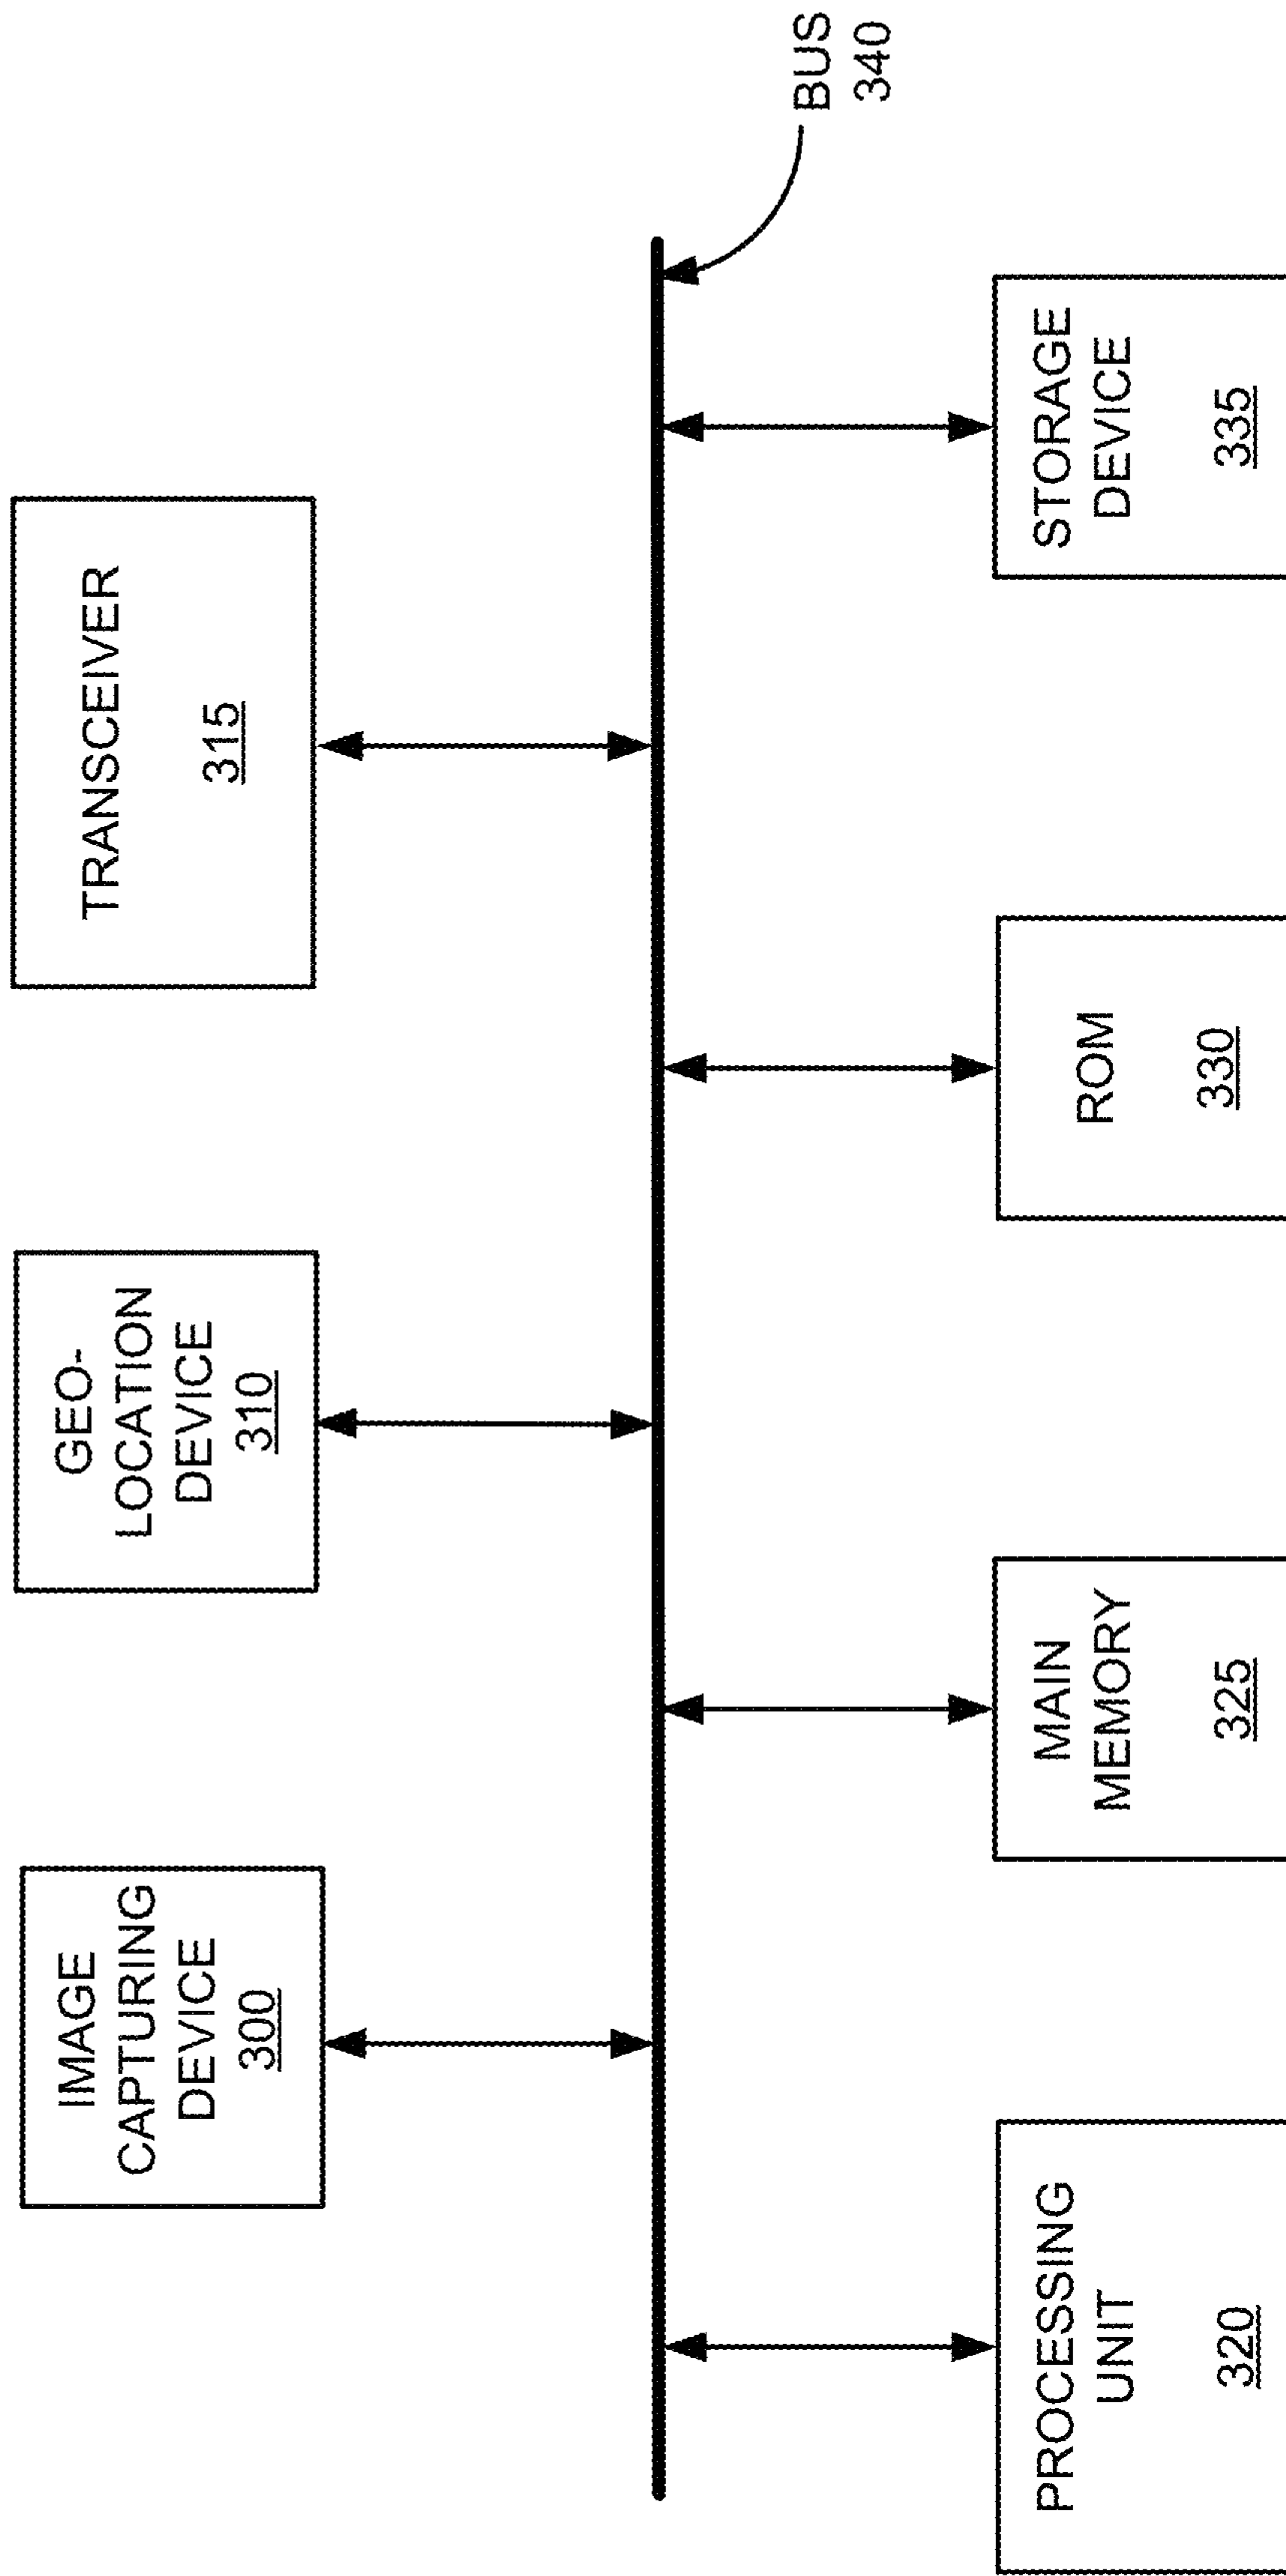 IMAGE
CAPTURING
DEVICE
300
GEO-
LOCATION
DEVICE
310
TRANSCEIVER
315
BUS
340
PROCESSING
UNIT
320
MAIN
MEMORY
325
ROM
330
STORAGE
DEVICE
335